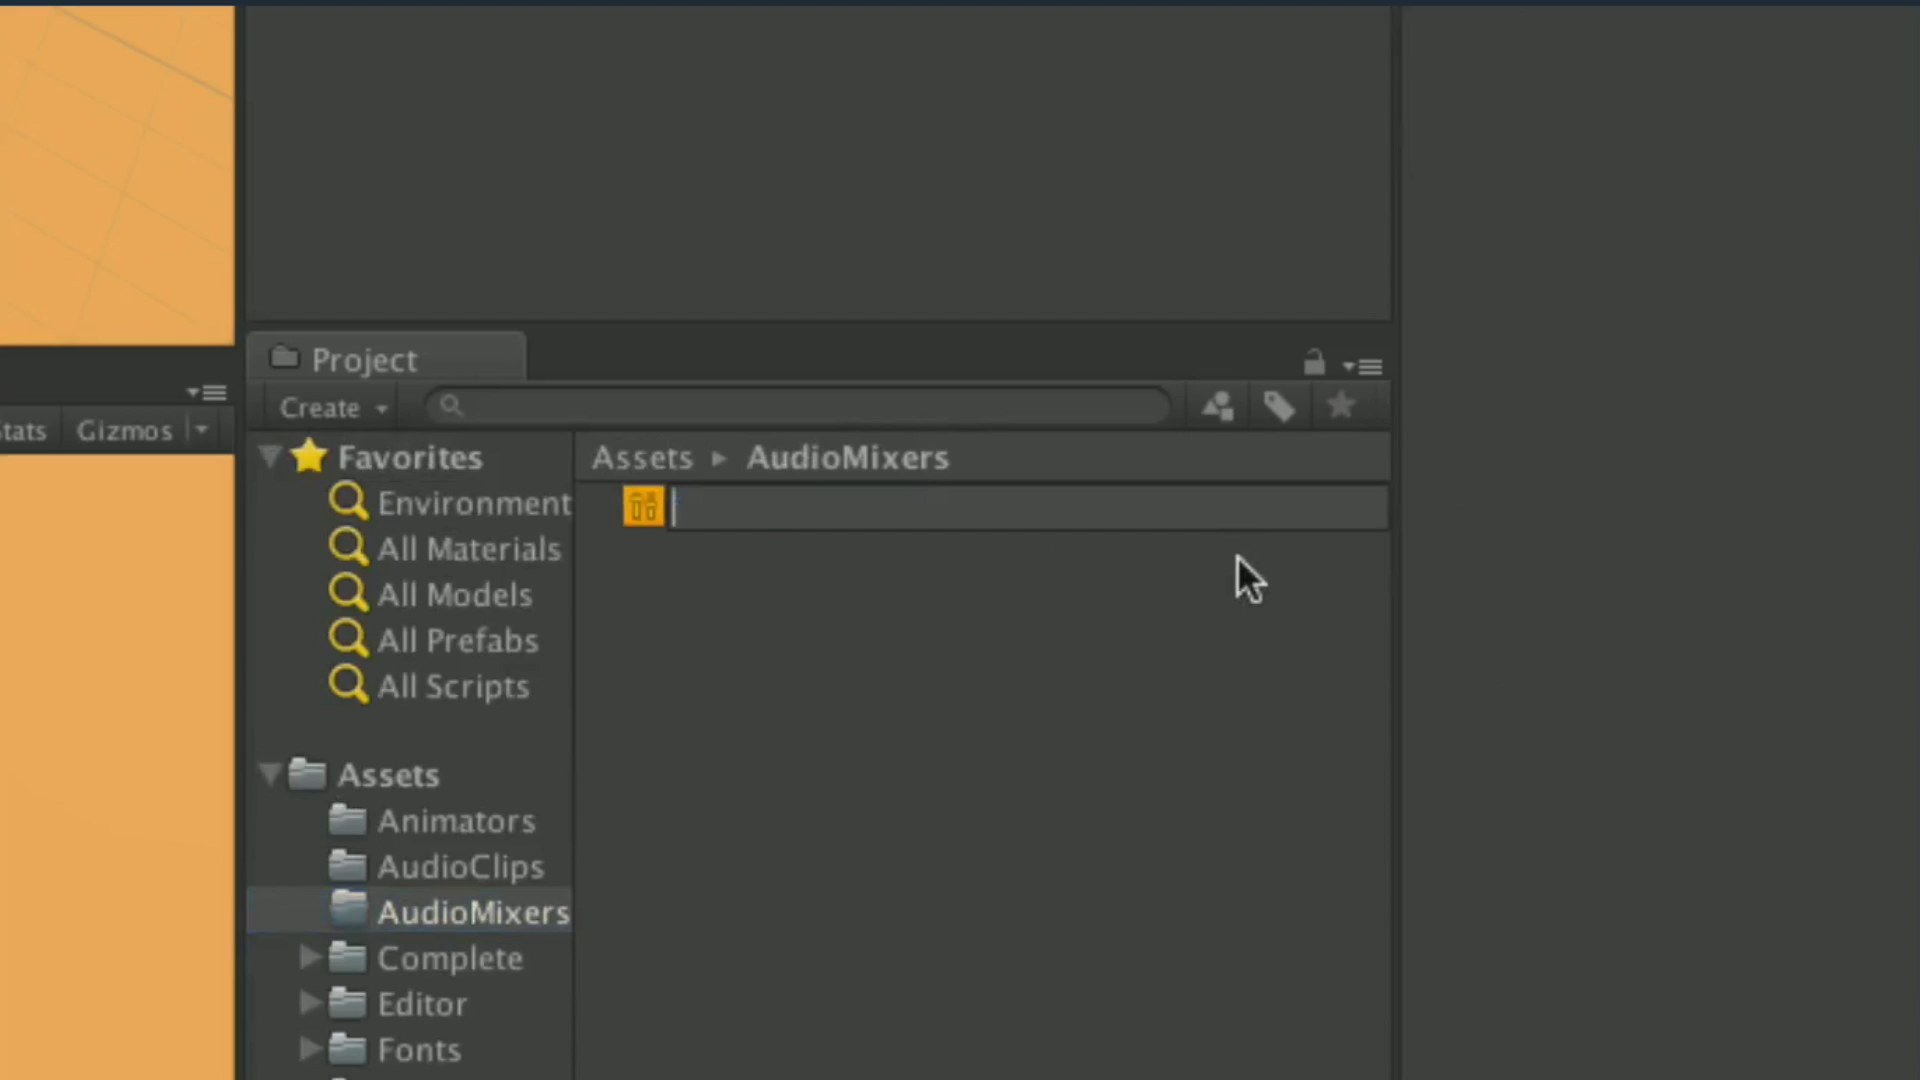 Project
Create
tats Gizmos
Favorites
Assets AudioMixers
Environment
All Materials
All Models
All Prefabs
All Scripts
Assets
Animators
AudioClips
AudioMixers
Complete
Editor
Fonts